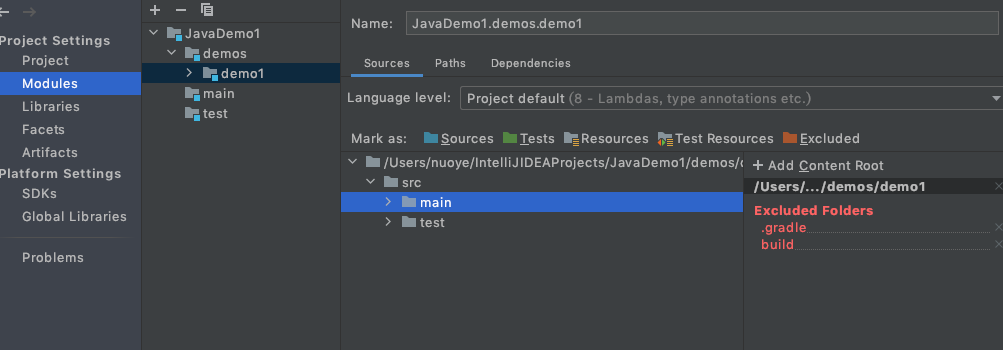 Project Settings
Project
Modules
Libraries
Facets
Artifacts
Platform Settings
SDKs
Global Libraries
Problems
JavaDemo1
demos
demo1
main
test
Name: JavaDemo1.demos.demo1
Sources Paths Dependencies
Language level: Project default (8 - Lambdas, type annotations etc.)
Mark as: Sources Tests Resources Test Resources Excluded
/Users/nuoye/IntelliJIDEAProjects/JavaDemo1/demos/
src
main
test
+ Add Content Root
/Users/.../demos/demo1
Excluded Folders
.gradle
build